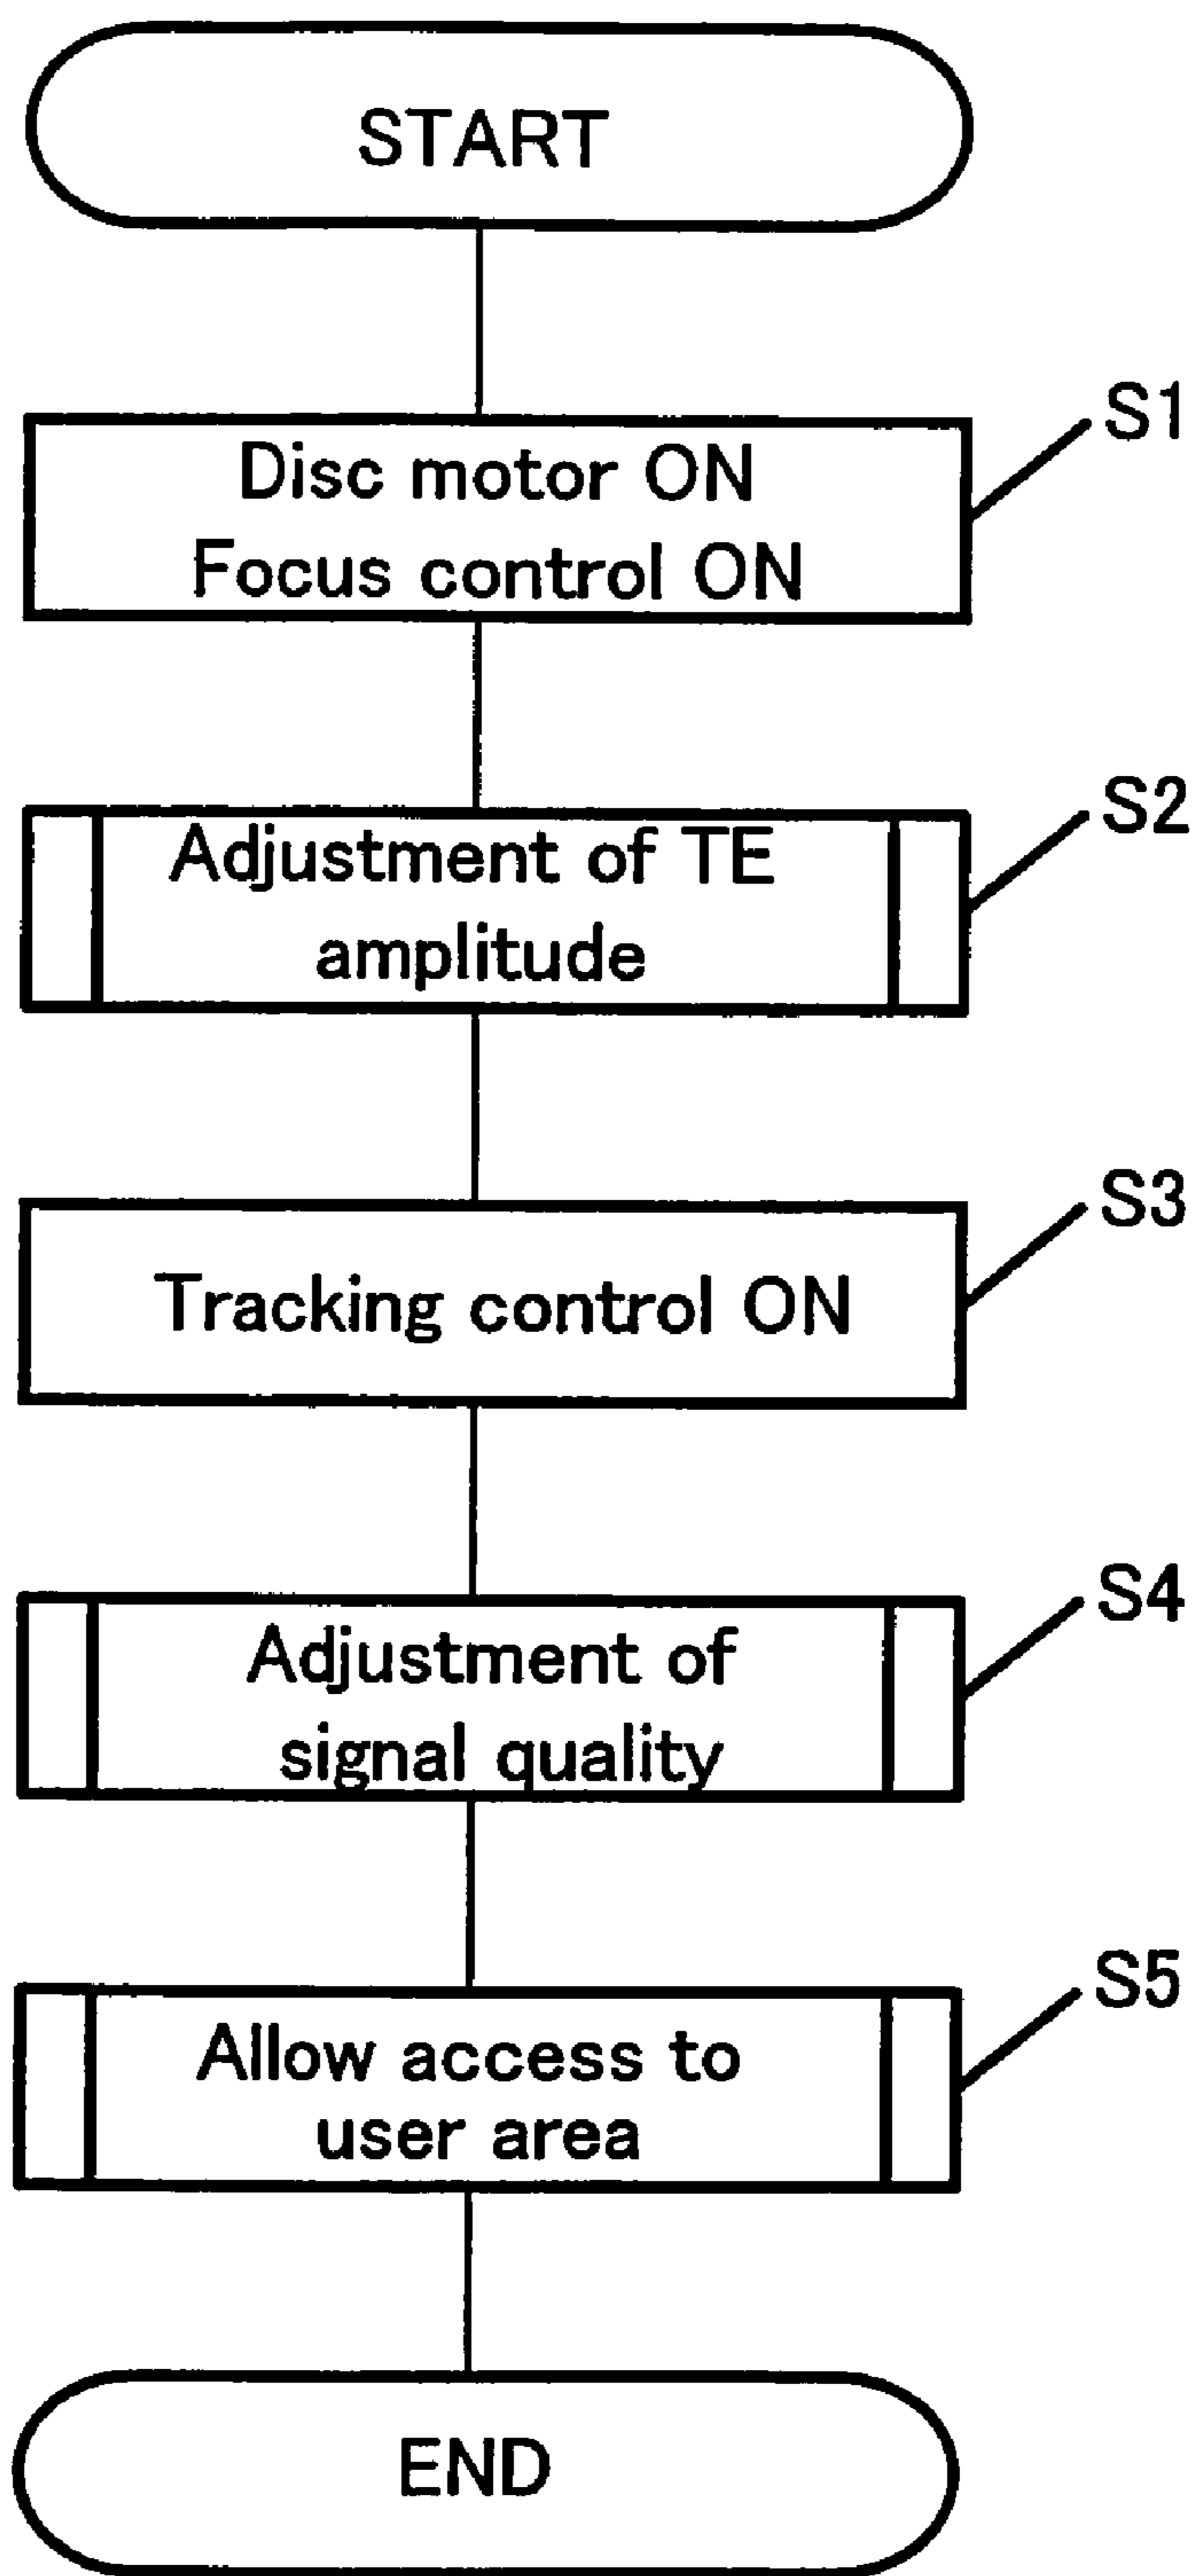 START
S1
Disc motor ON
Focus control ON
S2
Adjustment of TE
amplitude
S3
Tracking control ON
S4
Adjustment of
signal quality
S5
Allow access to
user area
END